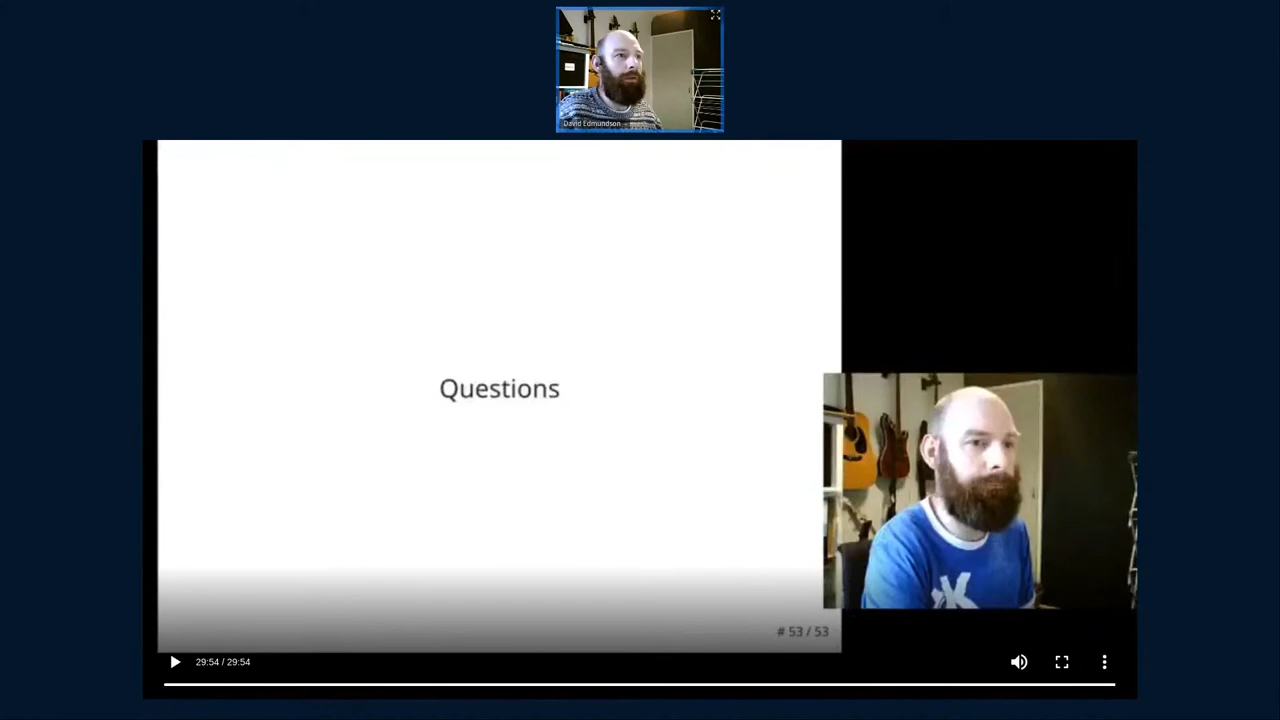 David Edmundson
Questions
# 53 / 53
29:54 / 29:54